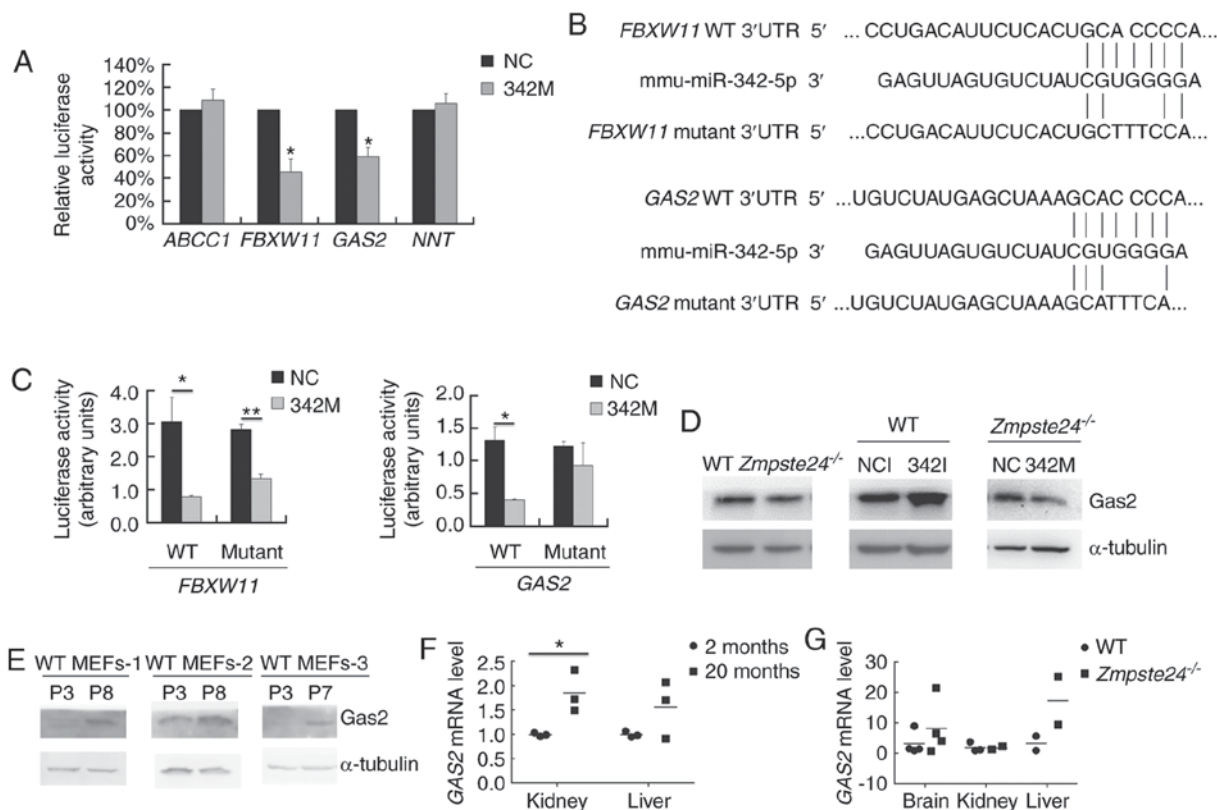 A
Relative luciferase activity
140%
120%
100%
80%
60%
40%
20%
0%
NC
342M
*
*
ABCC1 FBXW11 GAS2 NNT
B
FBXW11 WT 3′UTR 5′ ...CCUGACAUUCUCACUGCACCCCA...
mmu-miR-342-5p 3′ GAGUUAGUGUCUAUCGUGGGGA
FBXW11 mutant 3′UTR 5′ ...CCUGACAUUCUCACUGCTTTCCA...
GAS2 WT 3′UTR 5′ ...UGUCUAUGAGCUAAAGCACCCCA...
mmu-miR-342-5p 3′ GAGUUAGUGUCUAUCGUGGGGA
GAS2 mutant 3′UTR 5′ ...UGUCUAUGAGCUAAAGCATTTCA...
C
Luciferase activity (arbitrary units)
4.0
3.0
2.0
1.0
0.0
*
**
NC
342M
WT Mutant
FBXW11
Luciferase activity (arbitrary units)
2.0
1.5
1.0
0.5
0.0
*
NC
342M
WT Mutant
GAS2
D
WT Zmpste24-/-
WT
NCI 342I
Zmpste24-/-
NC 342M
Gas2
α-tubulin
E
WT MEFs-1 WT MEFs-2 WT MEFs-3
P3 P8 P3 P8 P3 P7
Gas2
α-tubulin
F
GAS2 mRNA level
2.5
2.0
1.5
1.0
0.5
0.0
*
2 months
20 months
Kidney Liver
G
GAS2 mRNA level
30
20
10
0
-10
WT
Zmpste24-/-
Brain Kidney Liver